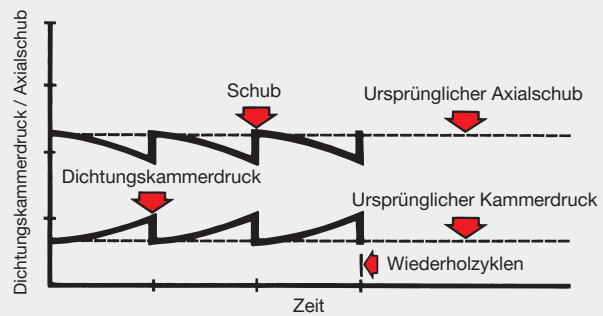 Dichtungskammerdruck / Axialschub
Schub
Ursprünglicher Axialschub
Dichtungskammerdruck
Ursprünglicher Kammerdruck
Wiederholzyklen
Zeit